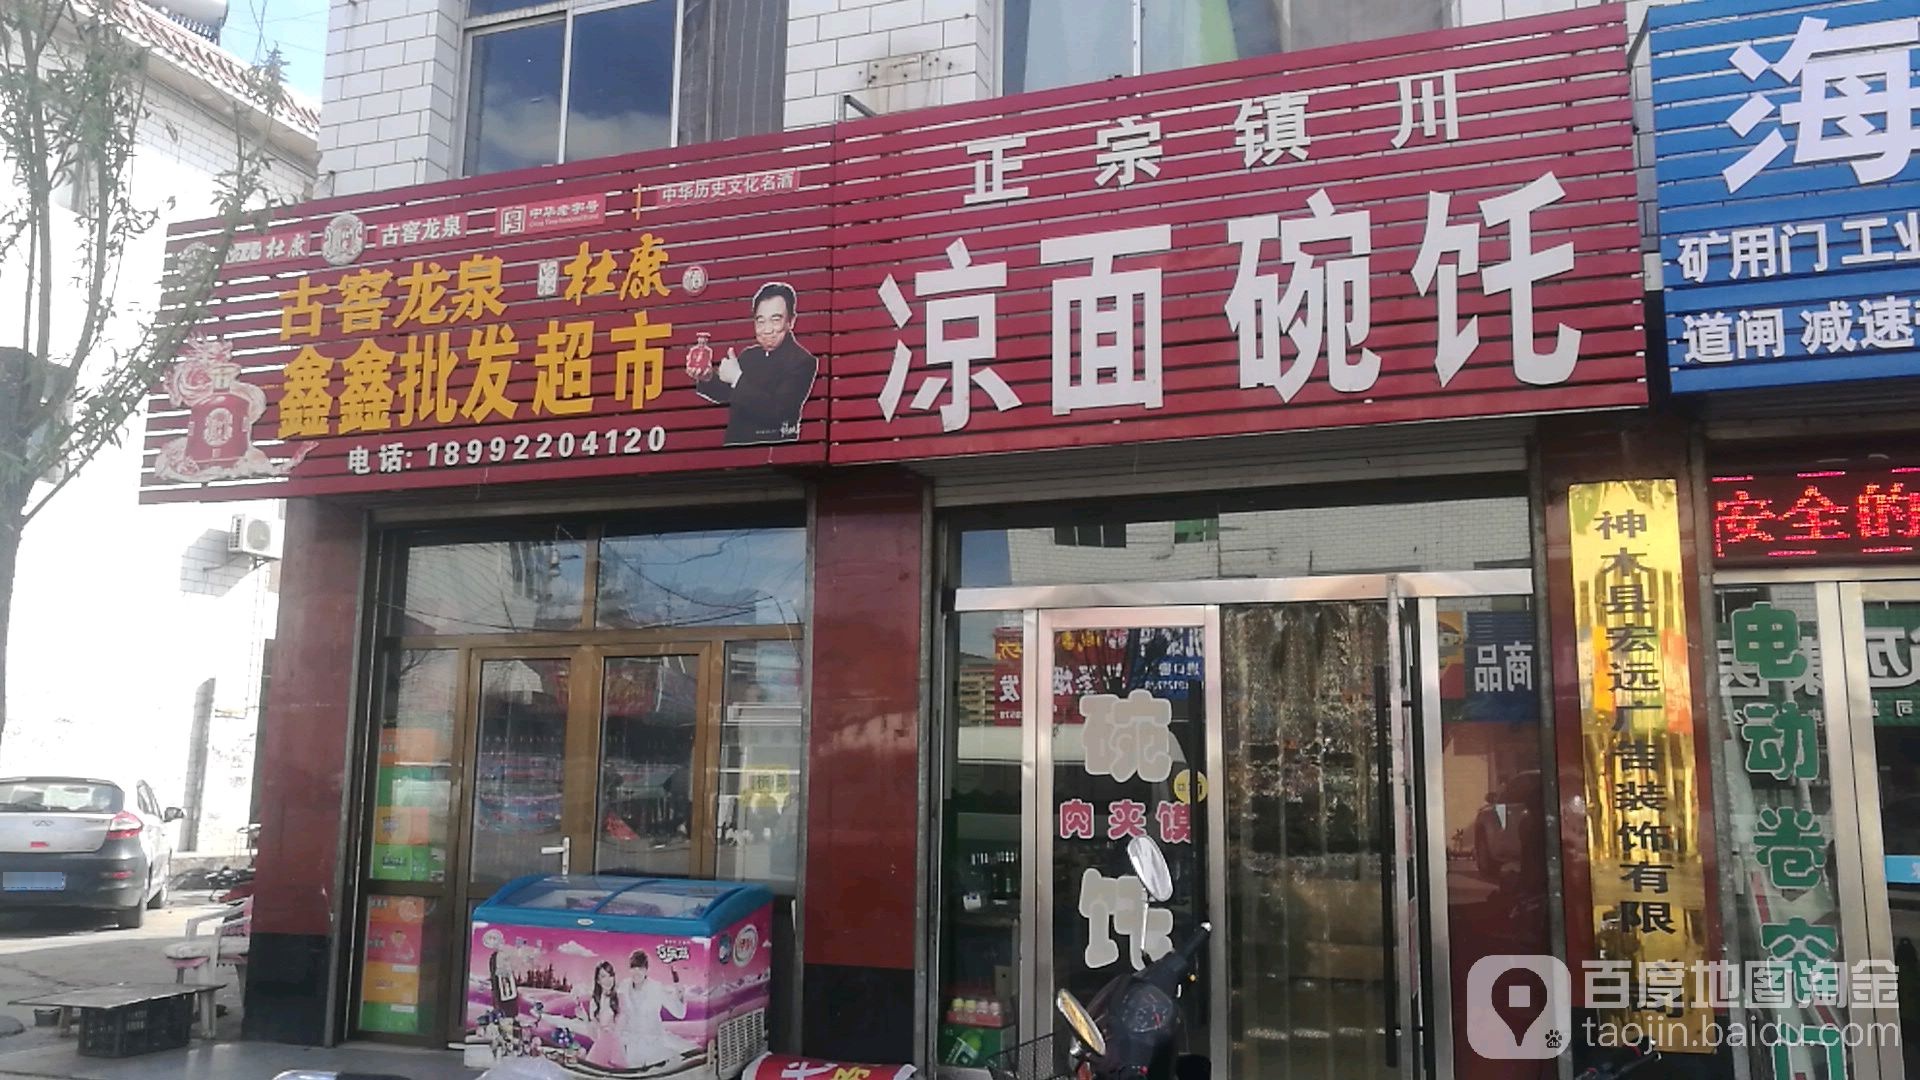 杜康 古窖龙泉 中华老字号 中华历史文化名酒
古窖龙泉 杜康
鑫鑫批发超市
电话: 18992204120
正宗镇川
凉面碗饦
海
矿用门 工业
道闸 减速
安全的
神木县宏远广告装饰有限 司
碗
饦
肉夹馍
商品
电动卷
百度地图淘金
taojin.baidu.com